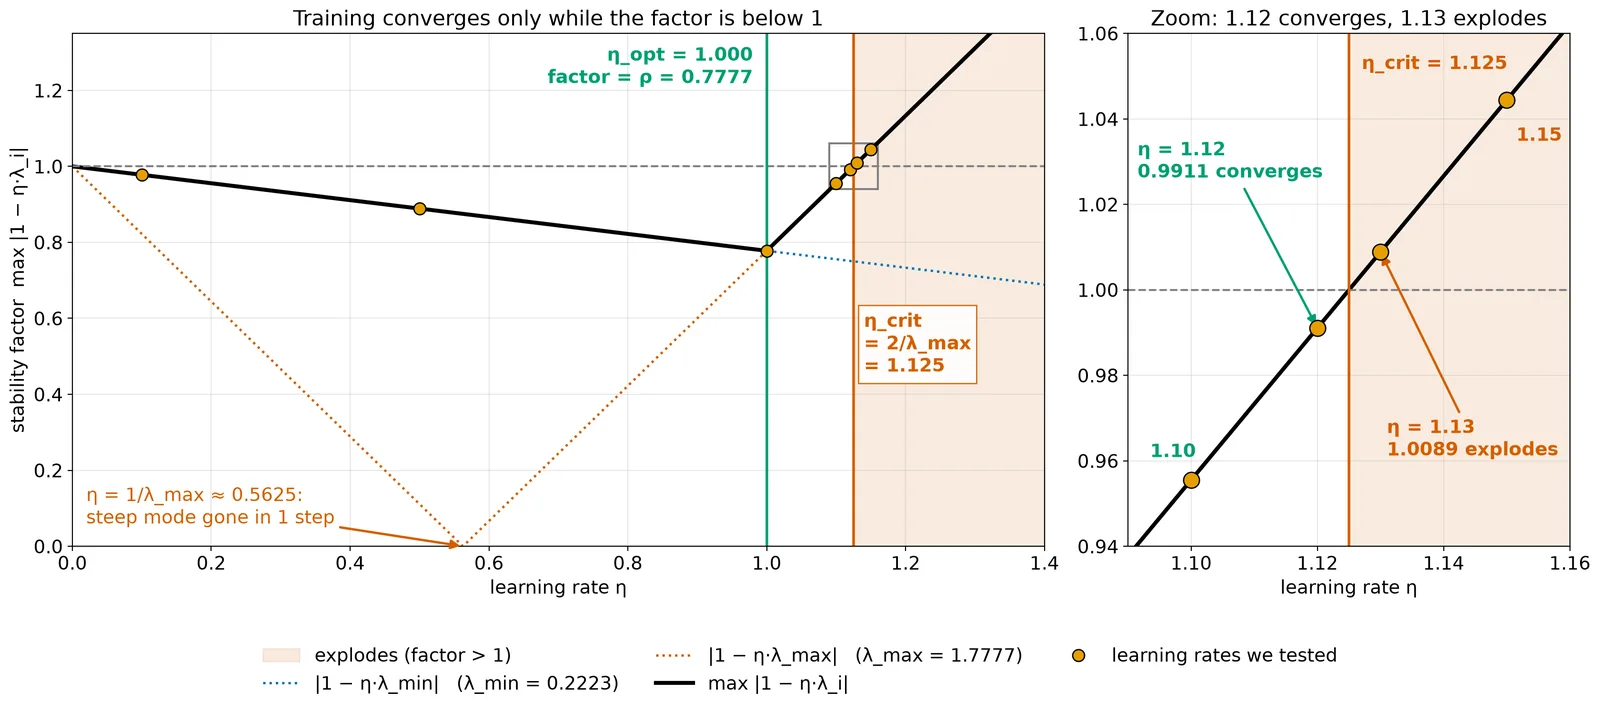 Training converges only while the factor is below 1
stability factor  max |1 − η·λ_i|
1.2
1.0
0.8
0.6
0.4
0.2
0.0
η_opt = 1.000
factor = ρ = 0.7777
η_crit
= 2/λ_max
= 1.125
η = 1/λ_max ≈ 0.5625:
steep mode gone in 1 step
0.0 0.2 0.4 0.6 0.8 1.0 1.2 1.4
learning rate η
Zoom: 1.12 converges, 1.13 explodes
1.06
1.04
1.02
1.00
0.98
0.96
0.94
η_crit = 1.125
1.15
η = 1.12
0.9911 converges
η = 1.13
1.0089 explodes
1.10
1.10 1.12 1.14 1.16
learning rate η
explodes (factor > 1)
|1 − η·λ_min|   (λ_min = 0.2223)
|1 − η·λ_max|   (λ_max = 1.7777)
max |1 − η·λ_i|
learning rates we tested